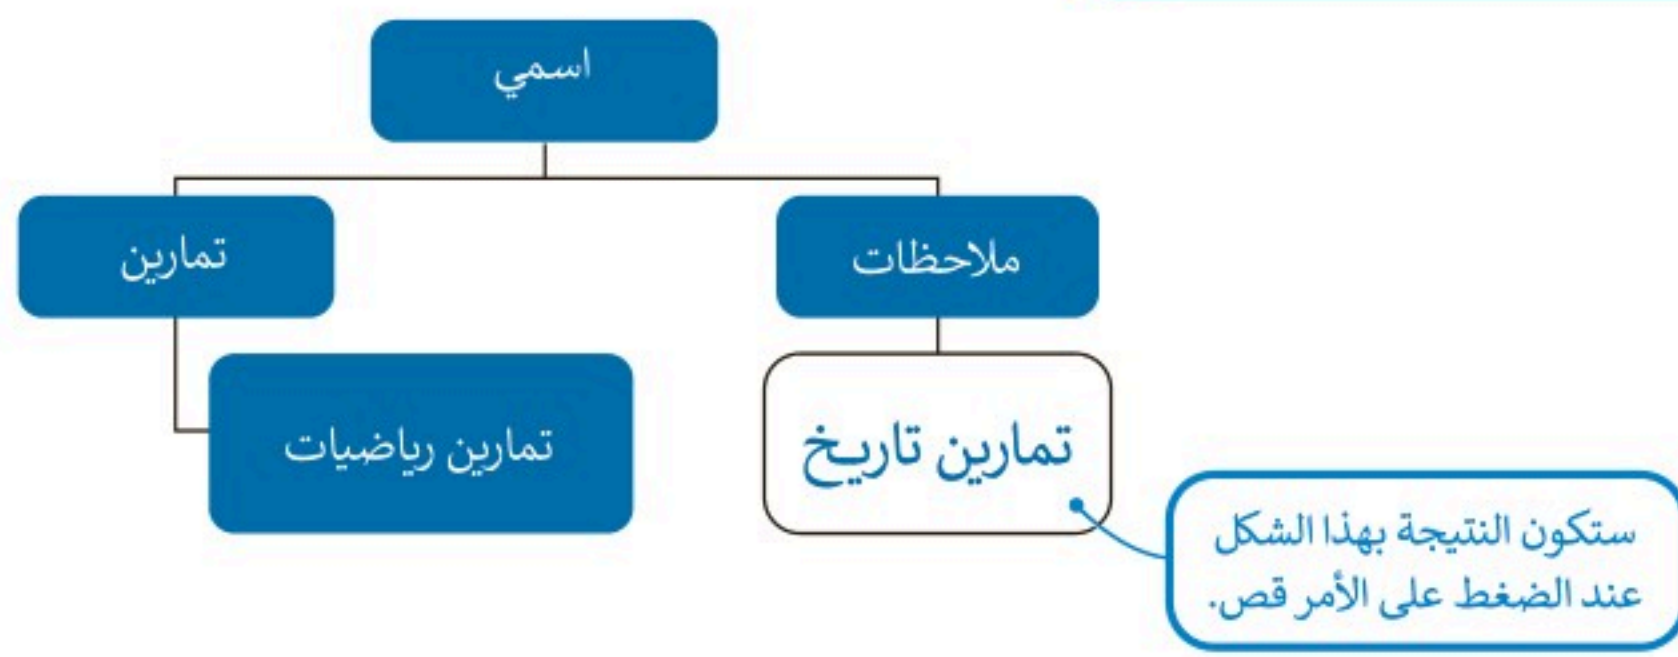 اسمي
ملاحظات
تمارين
تمارين تاريخ
تمارين رياضيات
ستكون النتيجة بهذا الشكل
عند الضغط على الأمر قص.